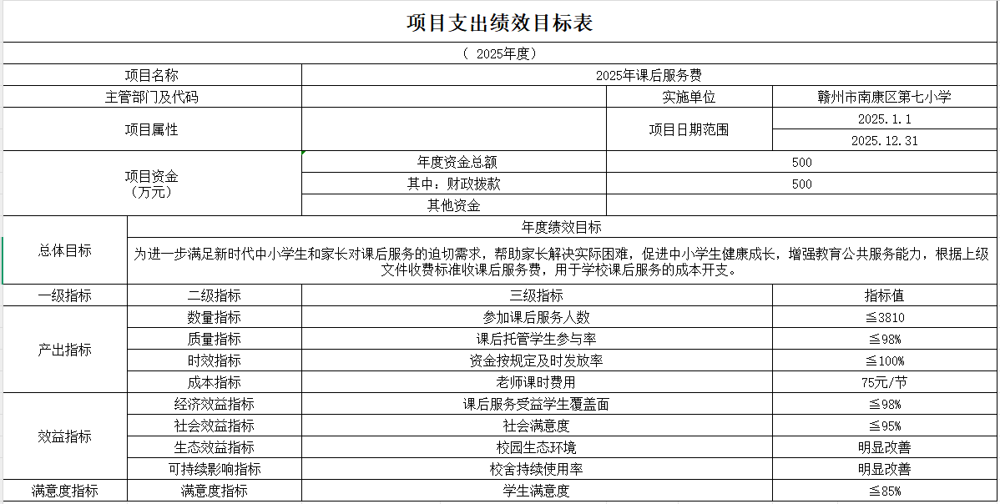 项目支出绩效目标表
（ 2025年度）
项目名称 2025年课后服务费
主管部门及代码 实施单位 赣州市南康区第七小学
项目属性 项目日期范围 2025.1.1
2025.12.31
项目资金
（万元） 年度资金总额 500
其中：财政拨款 500
其他资金
总体目标 年度绩效目标
为进一步满足新时代中小学生和家长对课后服务的迫切需求，帮助家长解决实际困难，促进中小学生健康成长，增强教育公共服务能力，根据上级
文件收费标准收课后服务费，用于学校课后服务的成本开支。
一级指标 二级指标 三级指标 指标值
产出指标 数量指标 参加课后服务人数 ≦3810
质量指标 课后托管学生参与率 ≦98%
时效指标 资金按规定及时发放率 ≦100%
成本指标 老师课时费用 75元/节
效益指标 经济效益指标 课后服务受益学生覆盖面 ≦98%
社会效益指标 社会满意度 ≦95%
生态效益指标 校园生态环境 明显改善
可持续影响指标 校舍持续使用率 明显改善
满意度指标 满意度指标 学生满意度 ≦85%